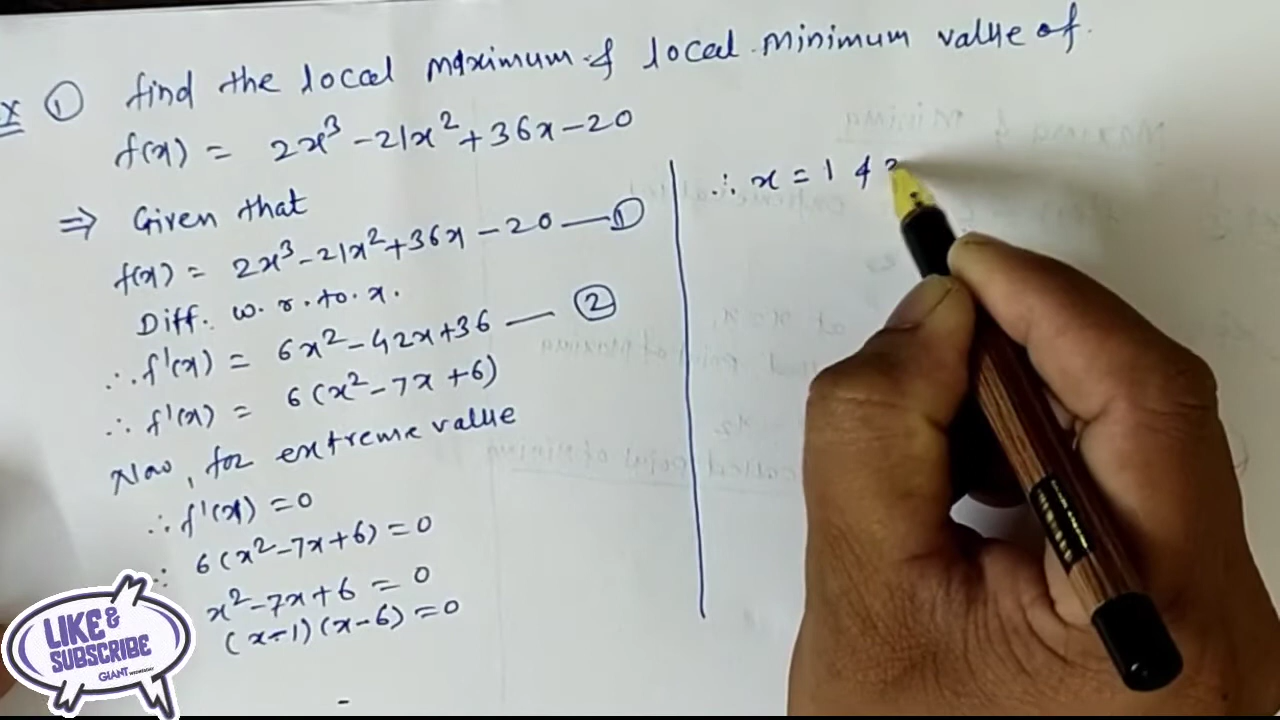 Ex ① find the local maximum & local minimum value of.
f(x) = 2x³ - 21x² + 36x - 20
⇒ Given that
f(x) = 2x³ - 21x² + 36x - 20 — ①
Diff. w.r.to.x.
∴ f'(x) = 6x² - 42x + 36 — ②
∴ f'(x) = 6(x² - 7x + 6)
Now, for extreme value
∴ f'(x) = 0
∴ 6(x² - 7x + 6) = 0
x² - 7x + 6 = 0
(x-1)(x-6) = 0
∴ x = 1 &
LIKE &
SUBSCRIBE
GIANT WEDNESDAY